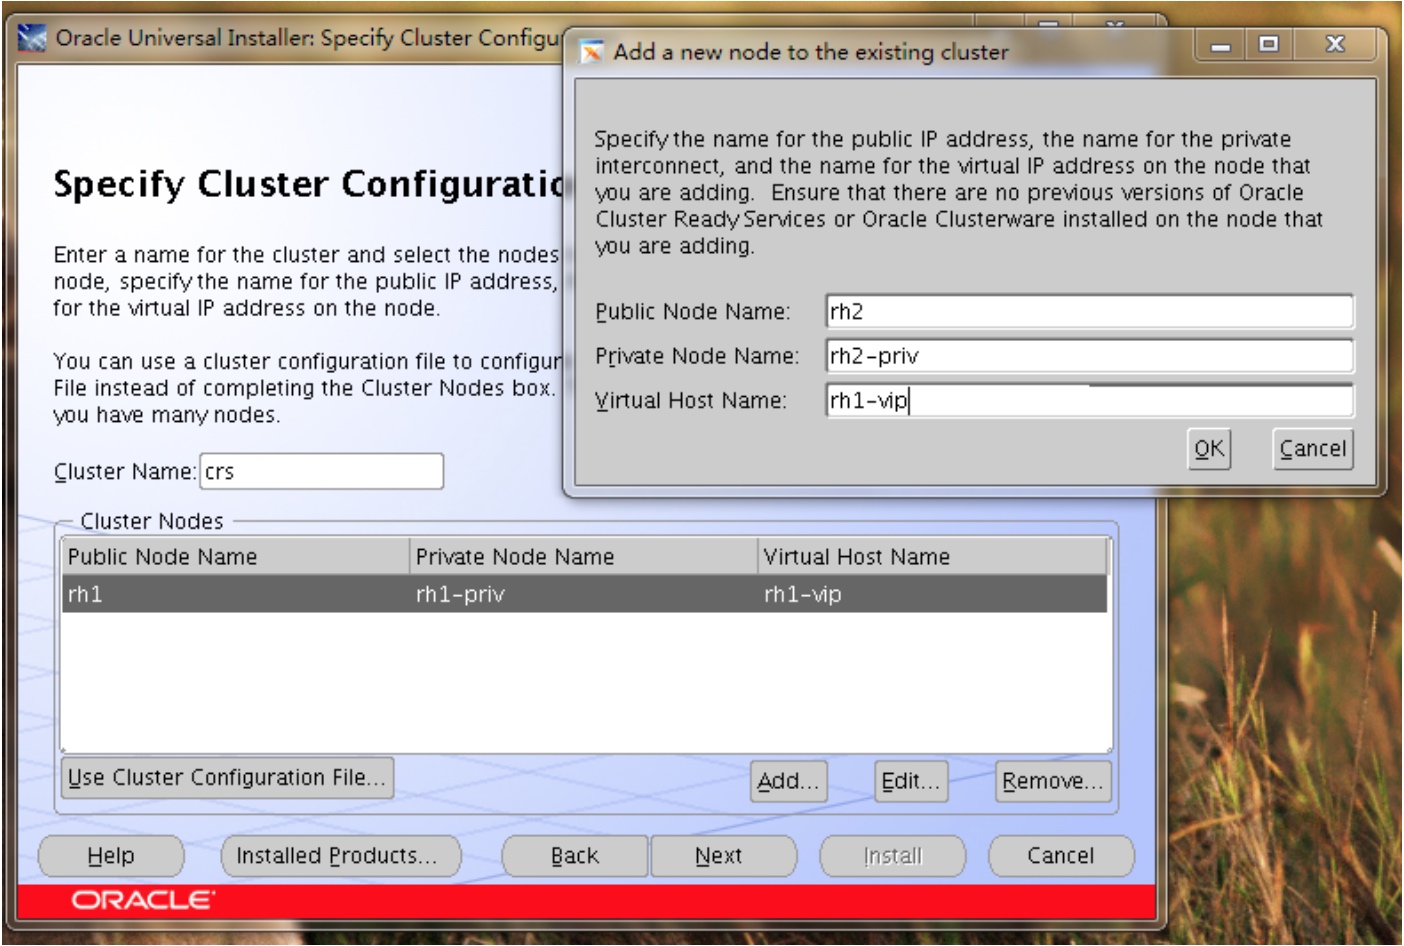 Oracle Universal Installer: Specify Cluster Configu
Add a new node to the existing cluster
Specify the name for the public IP address, the name for the private
interconnect, and the name for the virtual IP address on the node that
you are adding.  Ensure that there are no previous versions of Oracle
Cluster Ready Services or Oracle Clusterware installed on the node that
you are adding.
Public Node Name: rh2
Private Node Name: rh2-priv
Virtual Host Name: rh1-vip
OK Cancel
Specify Cluster Configuratio
Enter a name for the cluster and select the nodes
node, specify the name for the public IP address,
for the virtual IP address on the node.
You can use a cluster configuration file to configur
File instead of completing the Cluster Nodes box.
you have many nodes.
Cluster Name: crs
Cluster Nodes
Public Node Name Private Node Name Virtual Host Name
rh1 rh1-priv rh1-vip
Use Cluster Configuration File... Add... Edit... Remove...
Help Installed Products... Back Next Install Cancel
ORACLE